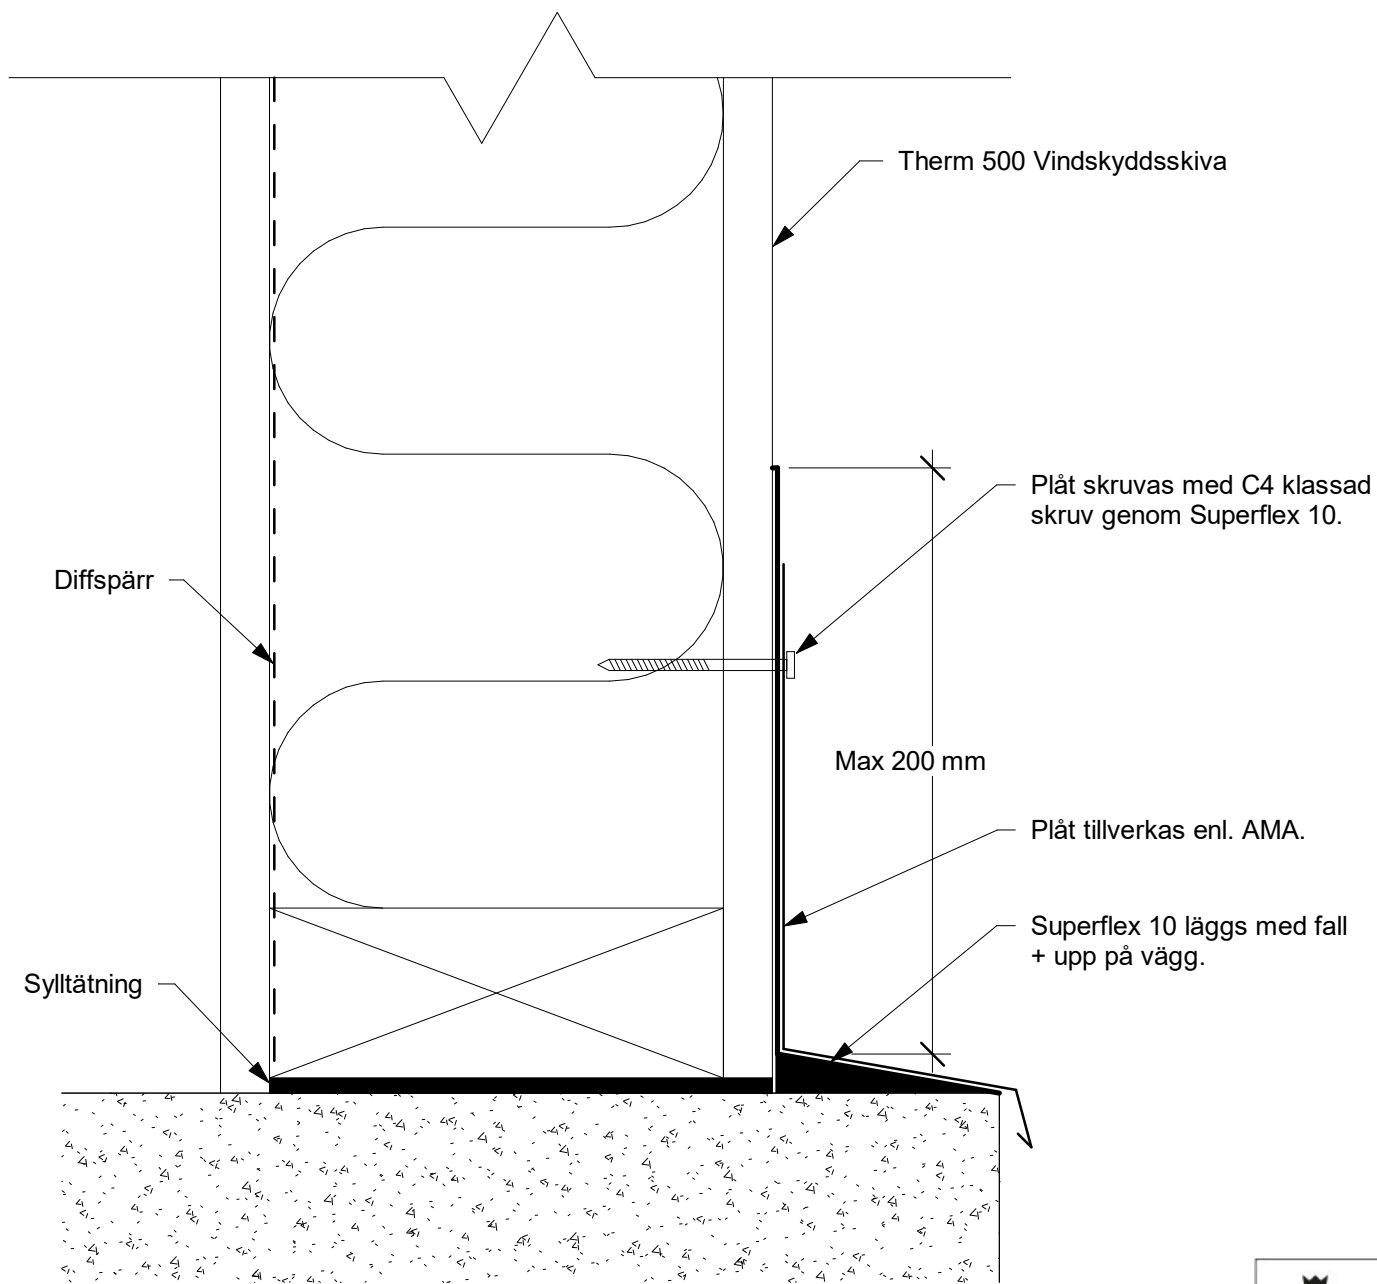 Therm 500 Vindskyddsskiva
Plåt skruvas med C4 klassad
skruv genom Superflex 10.
Diffspärr
Max 200 mm
Plåt tillverkas enl. AMA.
Superflex 10 läggs med fall
+ upp på vägg.
Sylltätning